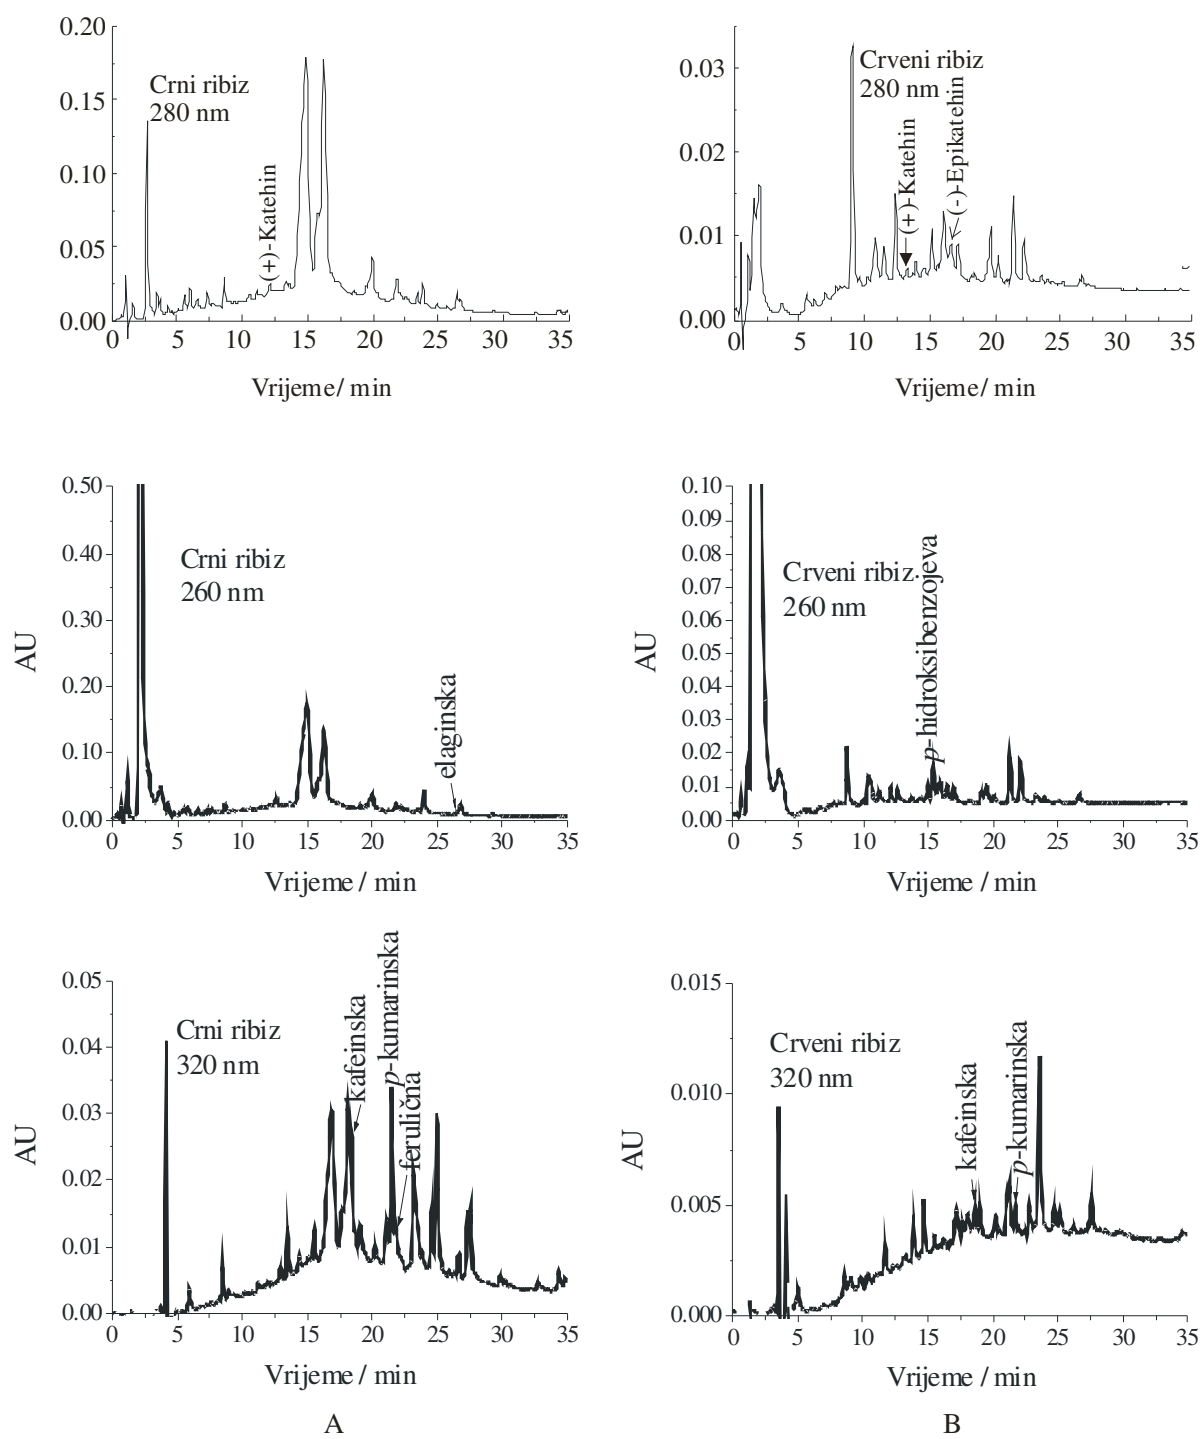 0.20
0.15
0.10
0.05
0.00
Crni ribiz
280 nm
(+)-Katehin
5 10 15 20 25 30 35
Vrijeme/ min
0.03
0.02
0.01
0.00
Crveni ribiz
280 nm
(+)-Katehin
(-)-Epikatehin
0 5 10 15 20 25 30 35
Vrijeme/ min
0.50
0.40
0.30
0.20
0.10
0.00
AU
Crni ribiz
260 nm
elaginska
0 5 10 15 20 25 30 35
Vrijeme / min
0.10
0.09
0.08
0.07
0.06
0.05
0.04
0.03
0.02
0.01
0.00
AU
Crveni ribiz
260 nm
p-hidroksibenzojeva
0 5 10 15 20 25 30 35
Vrijeme / min
0.05
0.04
0.03
0.02
0.01
0.00
AU
Crni ribiz
320 nm
kafeinska
p-kumarinska
ferulična
0 5 10 15 20 25 30 35
Vrijeme / min
A
0.015
0.010
0.005
0.000
AU
Crveni ribiz
320 nm
kafeinska
p-kumarinska
0 5 10 15 20 25 30 35
Vrijeme / min
B